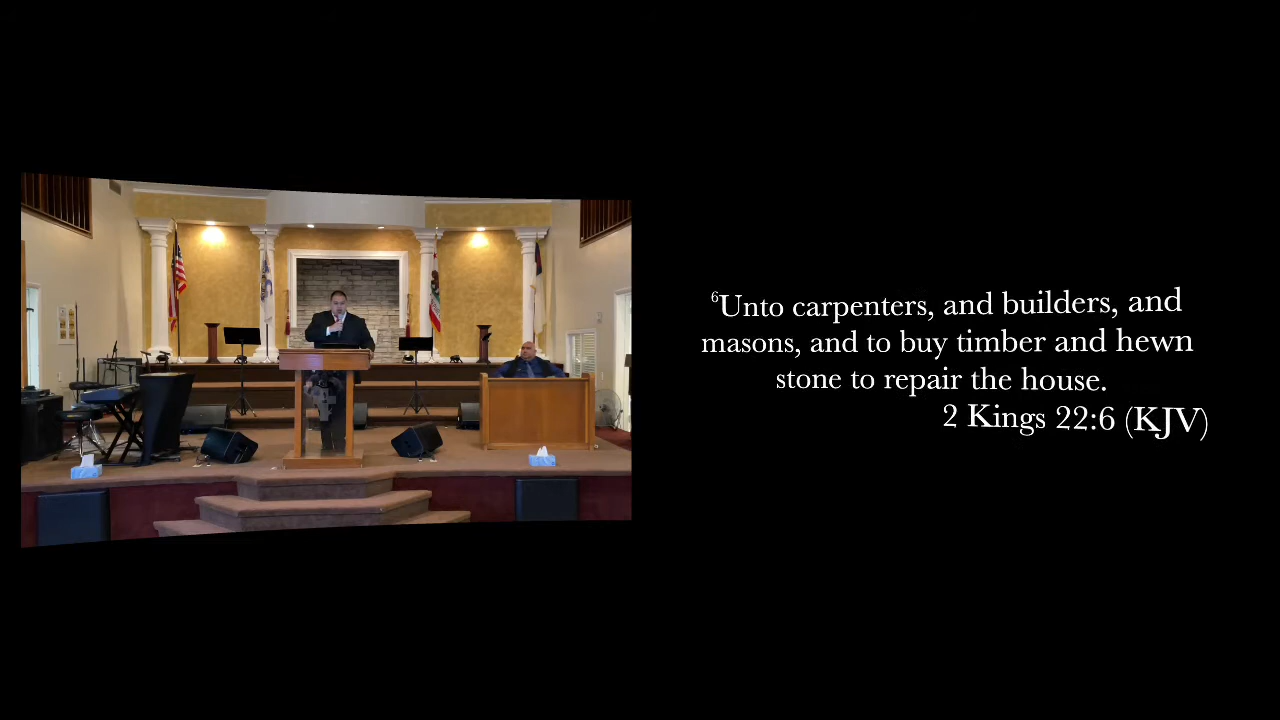 ⁶Unto carpenters, and builders, and
masons, and to buy timber and hewn
stone to repair the house.
2 Kings 22:6 (KJV)